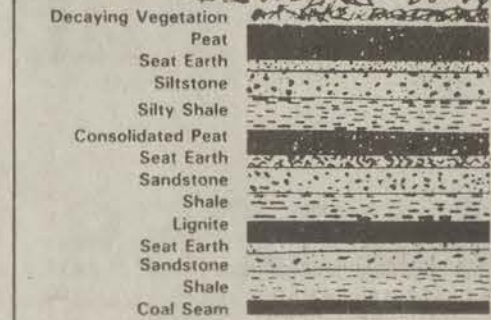 Decaying Vegetation
Peat
Seat Earth
Siltstone
Silty Shale
Consolidated Peat
Seat Earth
Sandstone
Shale
Lignite
Seat Earth
Sandstone
Shale
Coal Seam